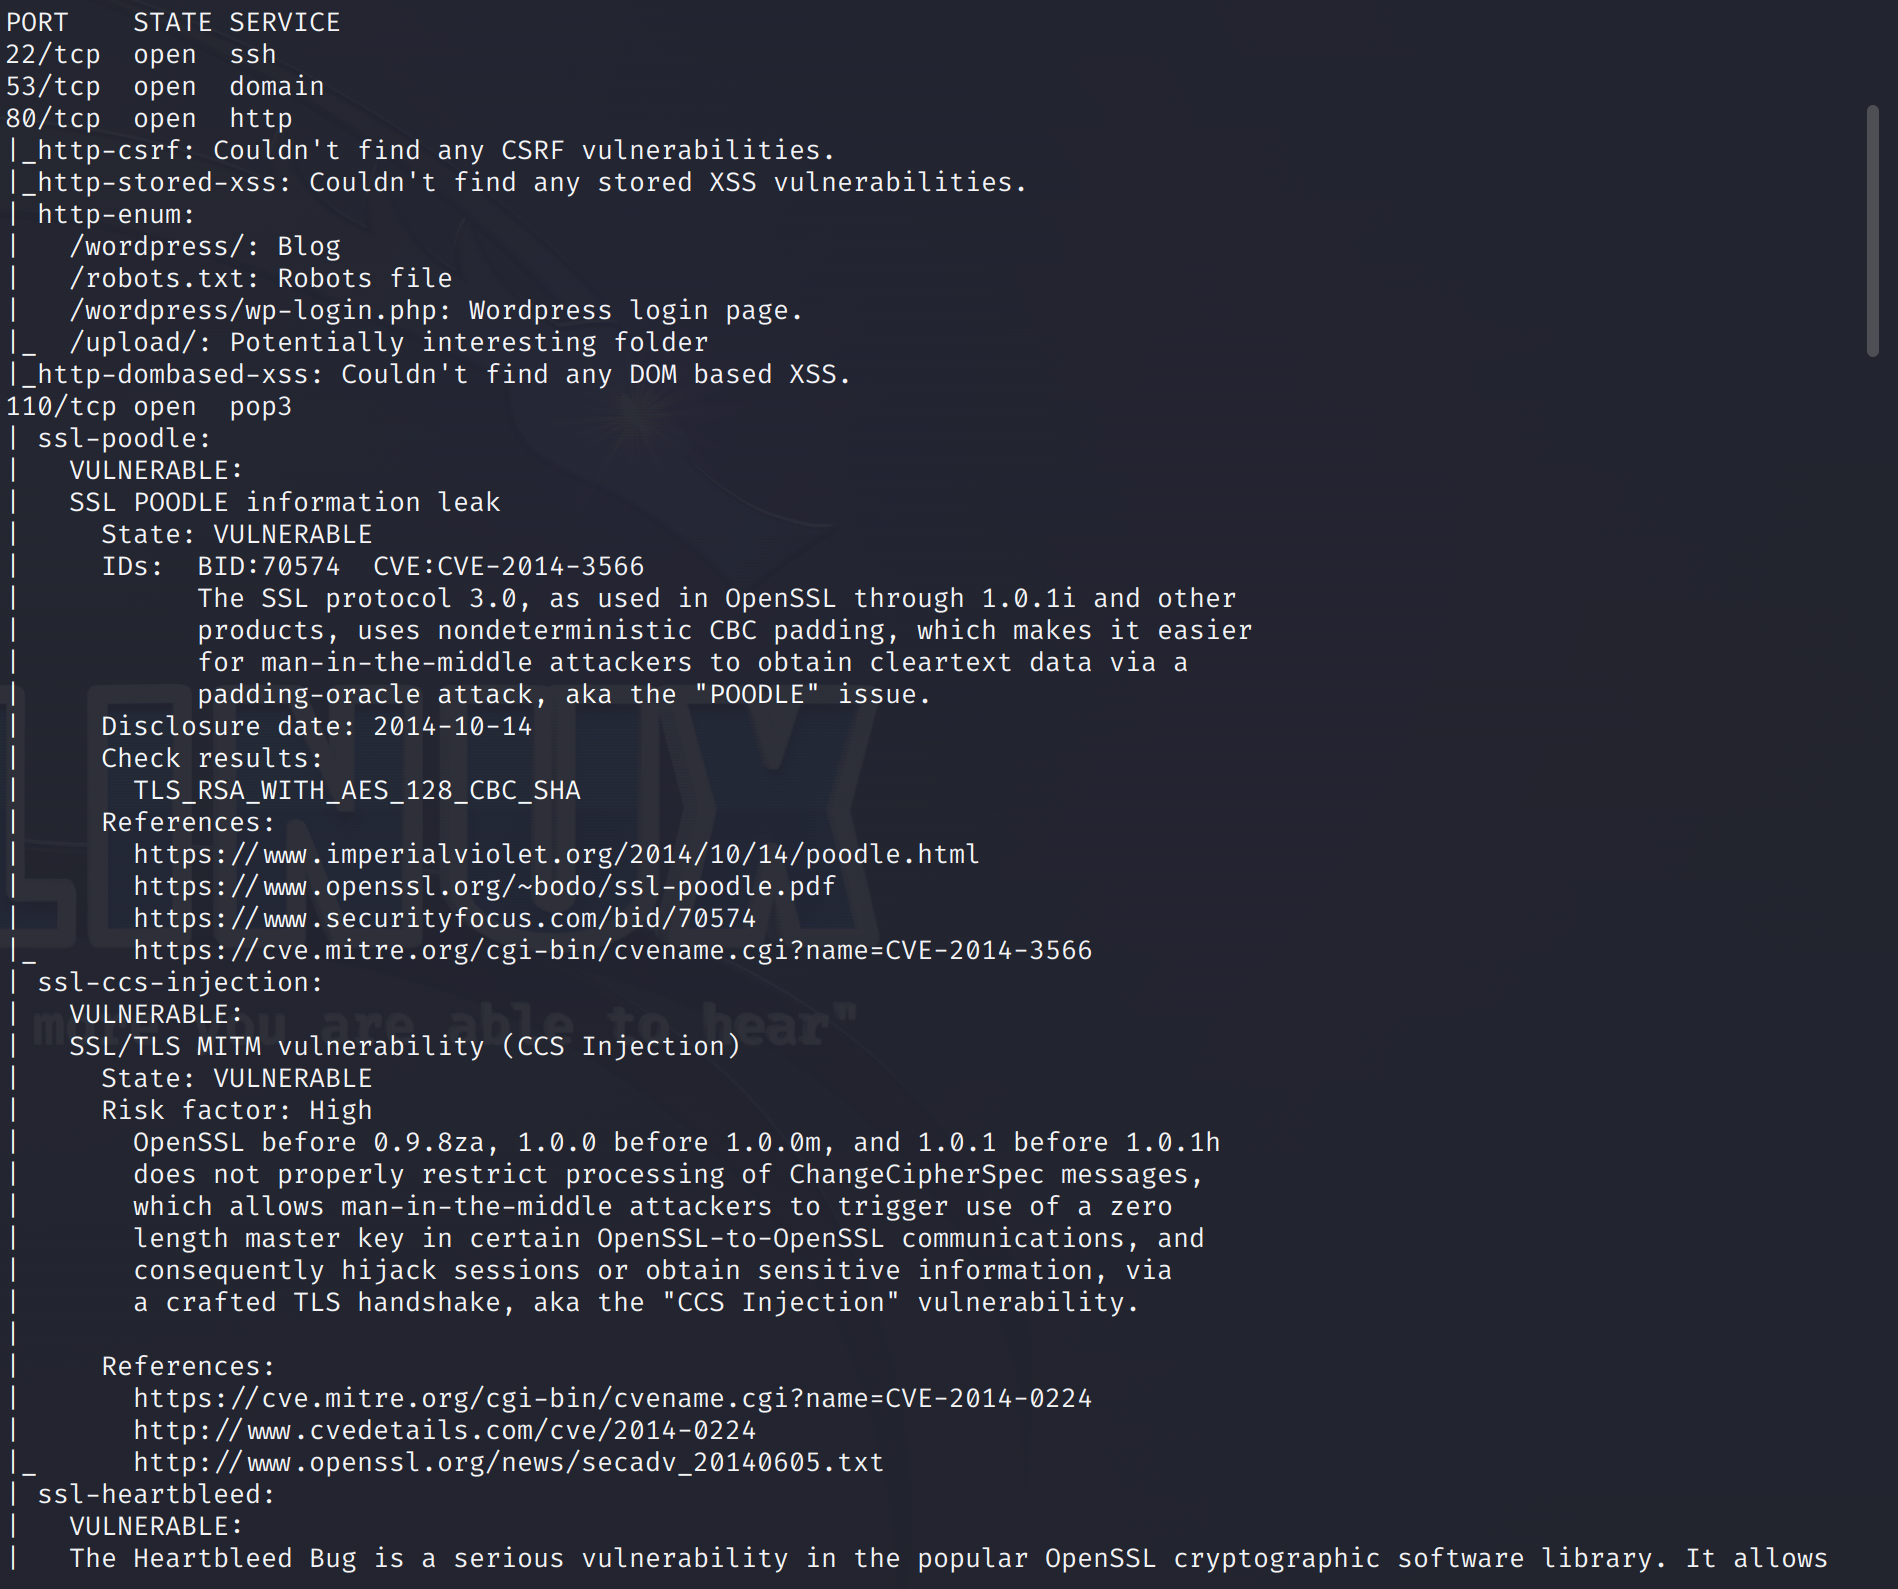 PORT    STATE SERVICE
22/tcp  open  ssh
53/tcp  open  domain
80/tcp  open  http
|_http-csrf: Couldn't find any CSRF vulnerabilities.
|_http-stored-xss: Couldn't find any stored XSS vulnerabilities.
| http-enum:
|   /wordpress/: Blog
|   /robots.txt: Robots file
|   /wordpress/wp-login.php: Wordpress login page.
|_  /upload/: Potentially interesting folder
|_http-dombased-xss: Couldn't find any DOM based XSS.
110/tcp open  pop3
| ssl-poodle:
|   VULNERABLE:
|   SSL POODLE information leak
|     State: VULNERABLE
|     IDs:  BID:70574  CVE:CVE-2014-3566
|           The SSL protocol 3.0, as used in OpenSSL through 1.0.1i and other
|           products, uses nondeterministic CBC padding, which makes it easier
|           for man-in-the-middle attackers to obtain cleartext data via a
|           padding-oracle attack, aka the "POODLE" issue.
|     Disclosure date: 2014-10-14
|     Check results:
|       TLS_RSA_WITH_AES_128_CBC_SHA
|     References:
|       https://www.imperialviolet.org/2014/10/14/poodle.html
|       https://www.openssl.org/~bodo/ssl-poodle.pdf
|       https://www.securityfocus.com/bid/70574
|_      https://cve.mitre.org/cgi-bin/cvename.cgi?name=CVE-2014-3566
| ssl-ccs-injection:
|   VULNERABLE:
|   SSL/TLS MITM vulnerability (CCS Injection)
|     State: VULNERABLE
|     Risk factor: High
|       OpenSSL before 0.9.8za, 1.0.0 before 1.0.0m, and 1.0.1 before 1.0.1h
|       does not properly restrict processing of ChangeCipherSpec messages,
|       which allows man-in-the-middle attackers to trigger use of a zero
|       length master key in certain OpenSSL-to-OpenSSL communications, and
|       consequently hijack sessions or obtain sensitive information, via
|       a crafted TLS handshake, aka the "CCS Injection" vulnerability.
|
|     References:
|       https://cve.mitre.org/cgi-bin/cvename.cgi?name=CVE-2014-0224
|       http://www.cvedetails.com/cve/2014-0224
|_      http://www.openssl.org/news/secadv_20140605.txt
| ssl-heartbleed:
|   VULNERABLE:
|   The Heartbleed Bug is a serious vulnerability in the popular OpenSSL cryptographic software library. It allows
are able to hear"